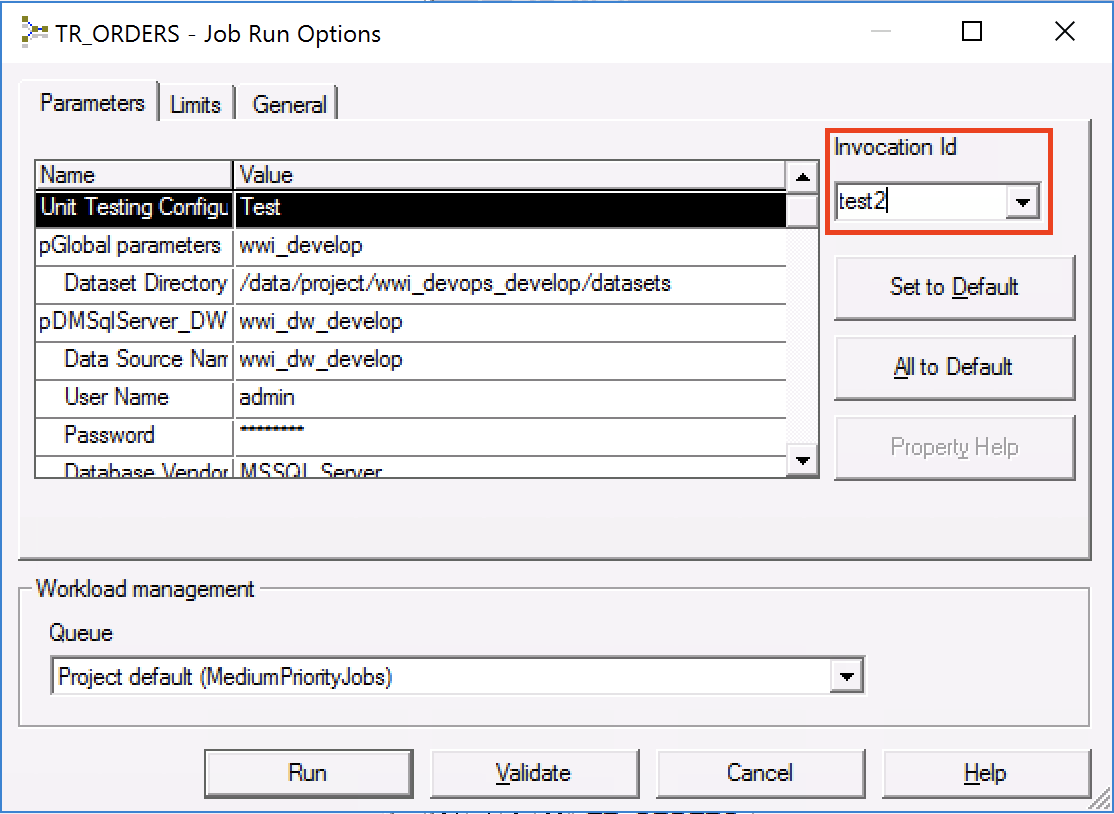 TR_ORDERS - Job Run Options
Parameters Limits General
Invocation Id
test2
Name Value
Unit Testing Configu Test
pGlobal parameters wwi_develop
Dataset Directory /data/project/wwi_devops_develop/datasets
pDMSqlServer_DW wwi_dw_develop
Data Source Nam wwi_dw_develop
User Name admin
Password ********
Database Vendor MSSQL Server
Set to Default
All to Default
Property Help
Workload management
Queue
Project default (MediumPriorityJobs)
Run Validate Cancel Help